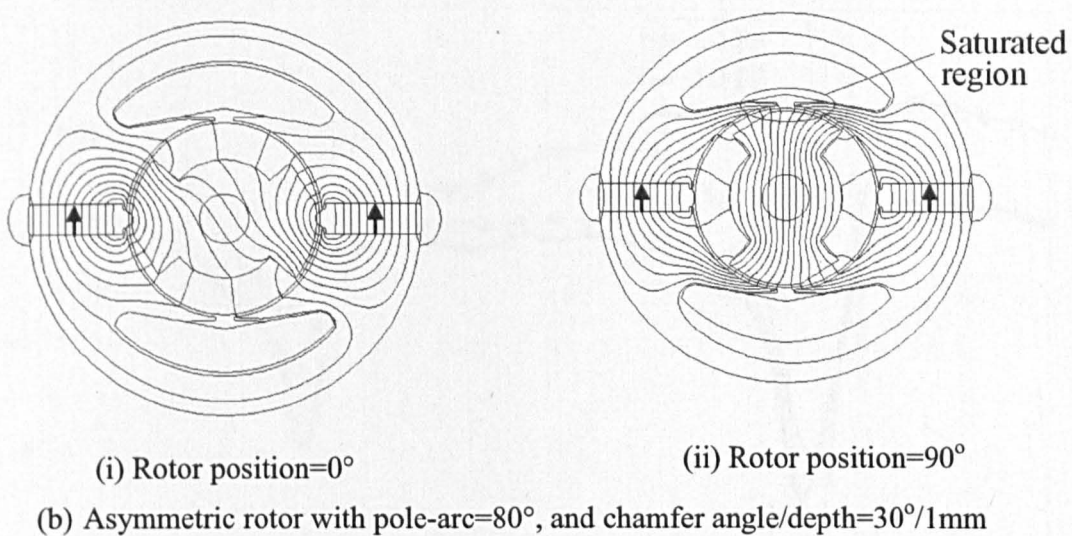 Saturated
region
(i) Rotor position=0°
(ii) Rotor position=90°
(b) Asymmetric rotor with pole-arc=80°, and chamfer angle/depth=30°/1mm